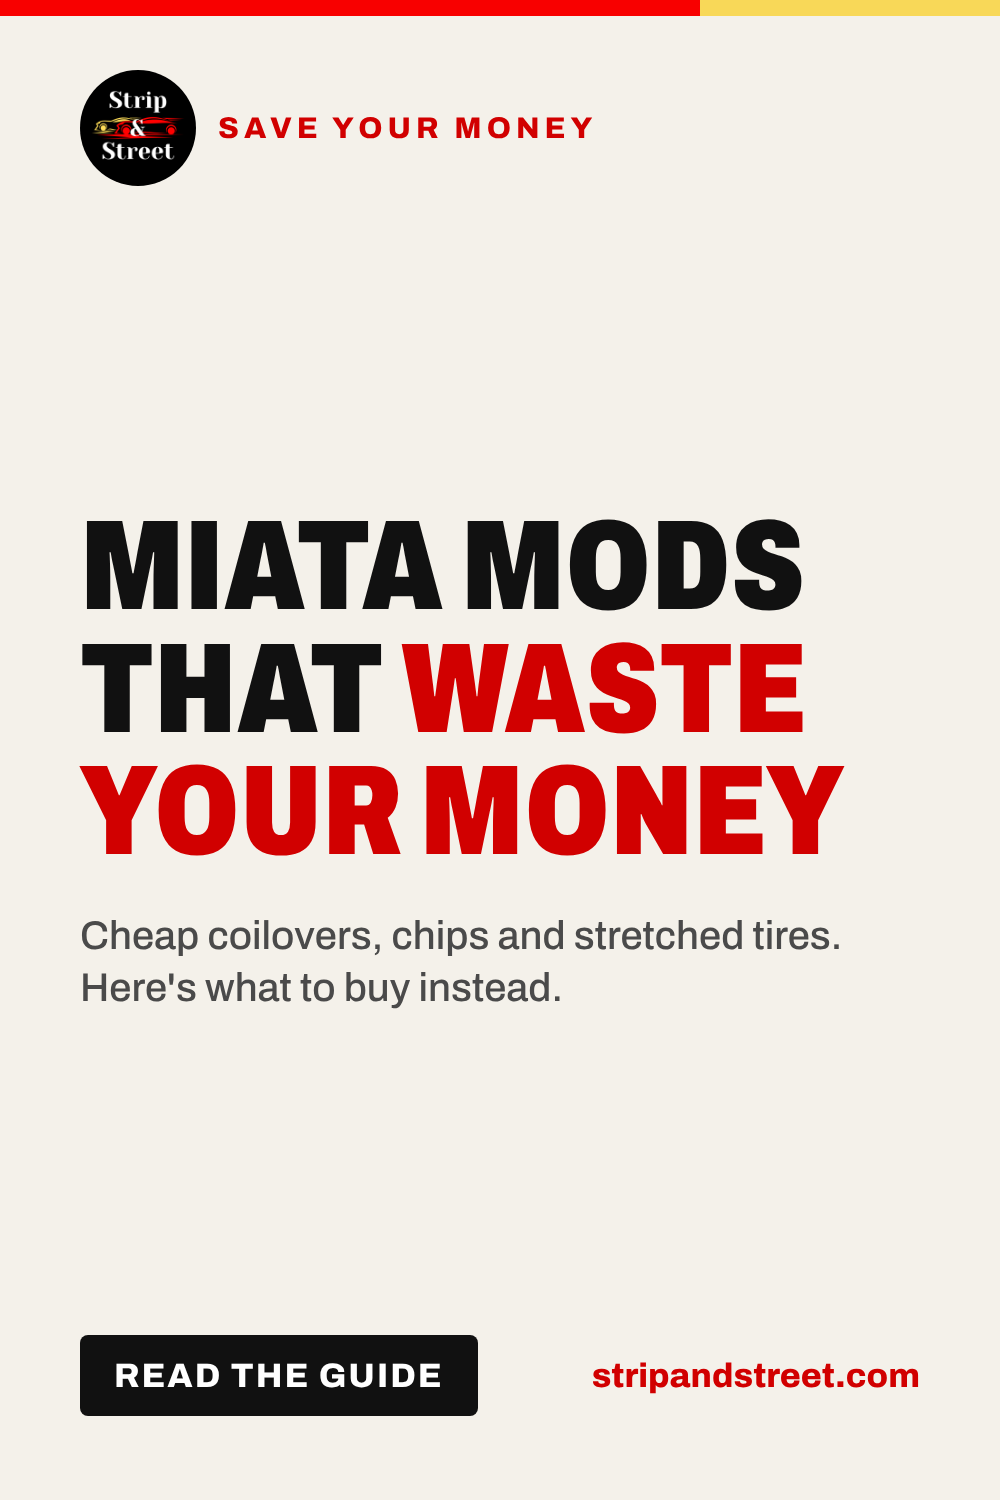 Strip
&
Street
SAVE YOUR MONEY
MIATA MODS
THAT WASTE
YOUR MONEY
Cheap coilovers, chips and stretched tires.
Here's what to buy instead.
READ THE GUIDE
stripandstreet.com